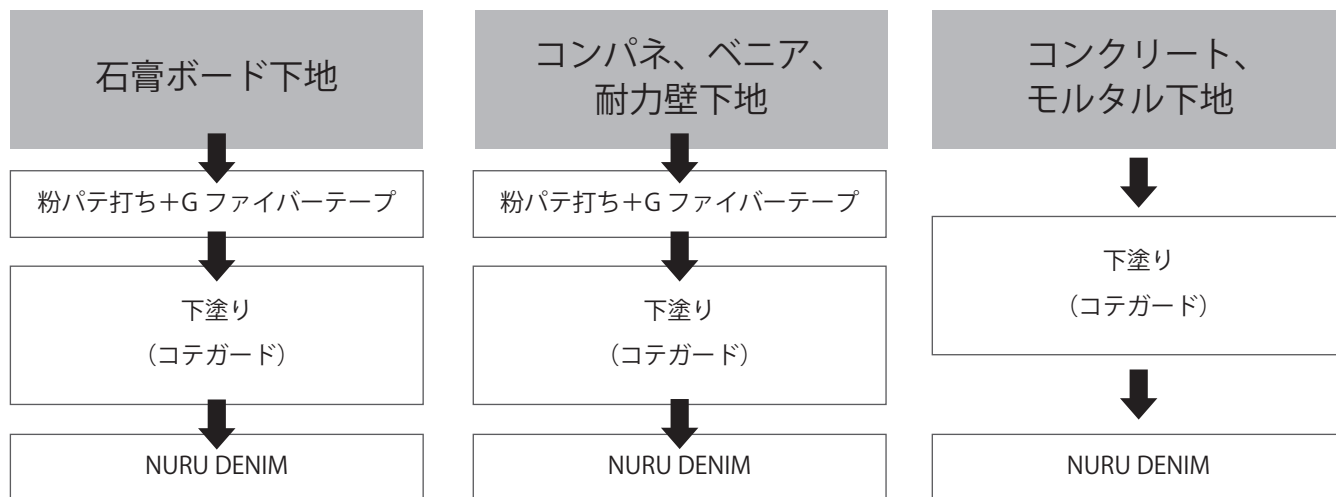 石膏ボード下地
粉パテ打ち+G ファイバーテープ
下塗り
(コテガード)
NURU DENIM
コンパネ、ベニア、
耐力壁下地
粉パテ打ち+G ファイバーテープ
下塗り
(コテガード)
NURU DENIM
コンクリート、
モルタル下地
下塗り
(コテガード)
NURU DENIM